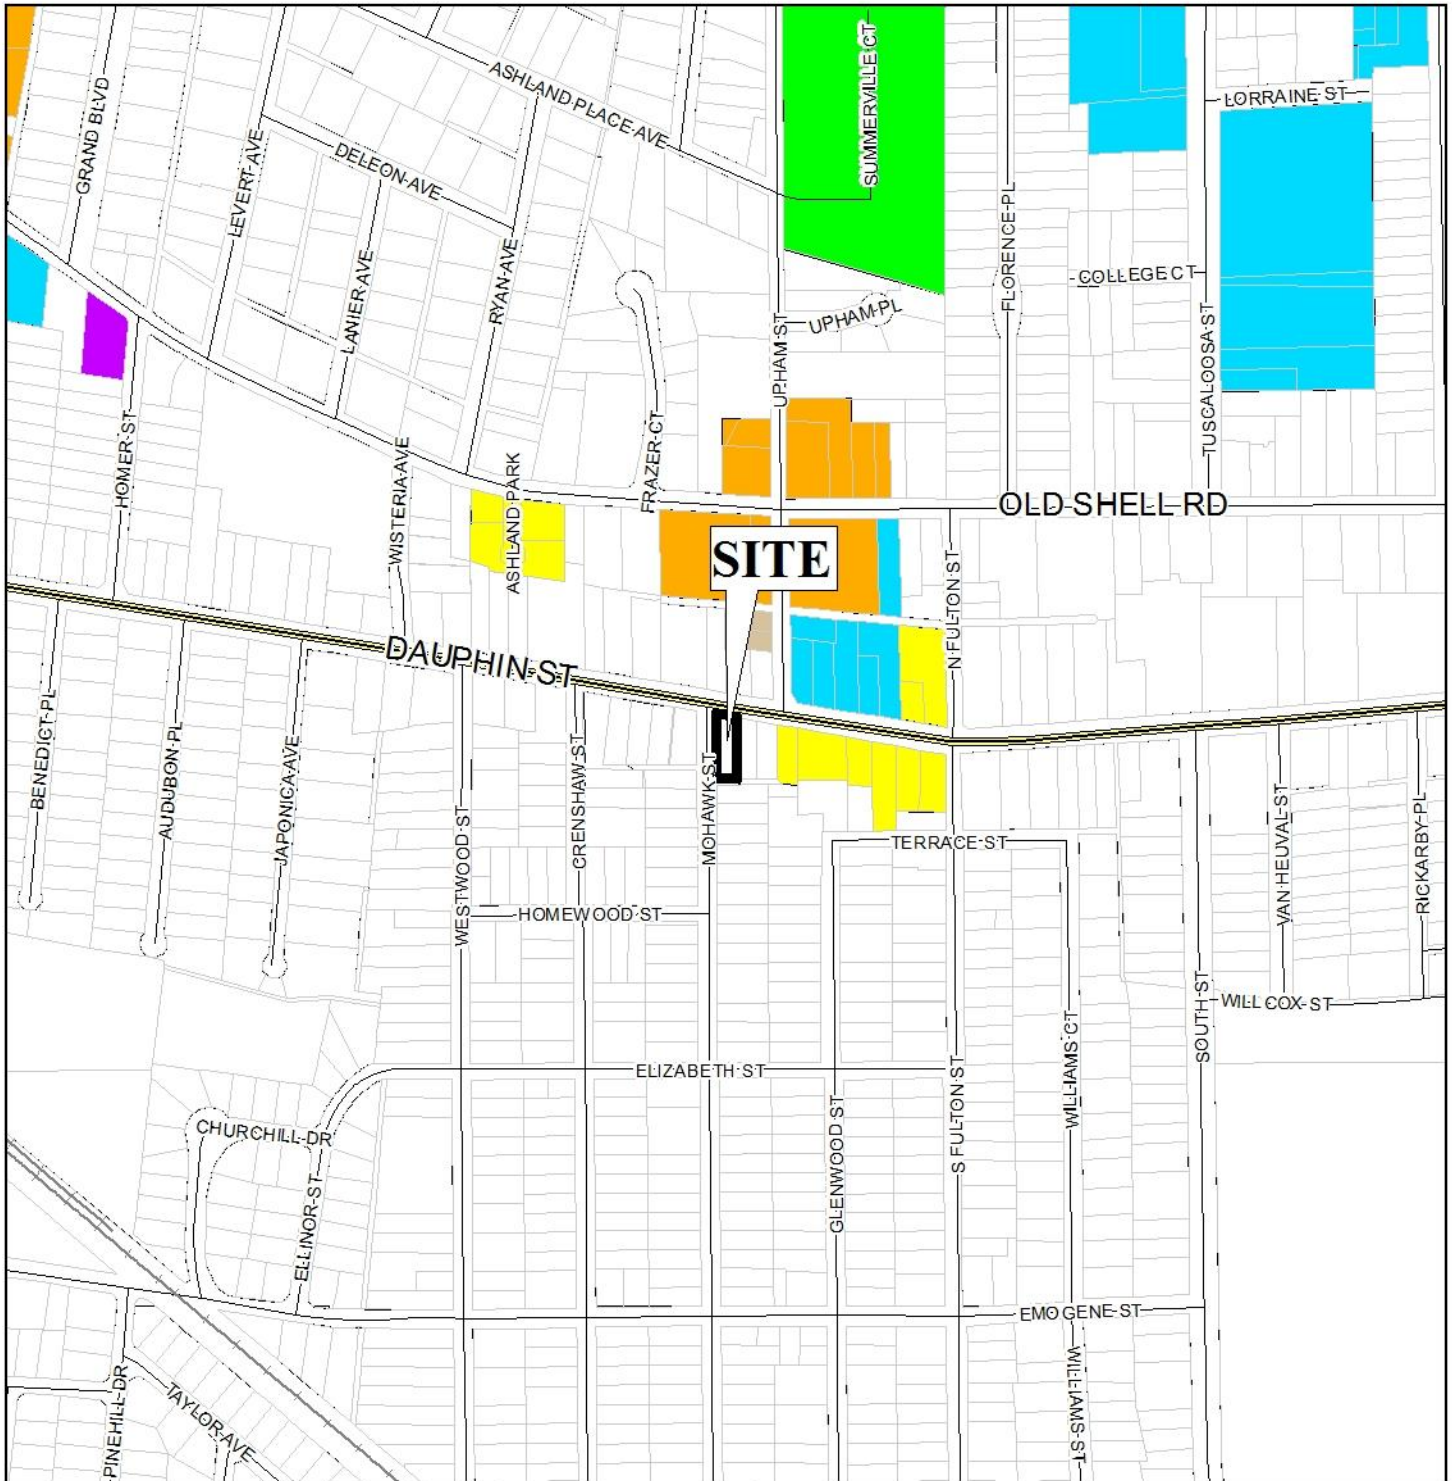 SUMMERVILLE CT
ASHLAND PLACE AVE
GRAND BLVD
LORRAINE ST
LEVERT AVE
DELEON AVE
FLORENCE PL
COLLEGE CT
LANIER AVE
RYAN AVE
UPHAM PL
UPHAM ST
TUSCALOOSA ST
HOMER ST
WISTERIA AVE
ASHLAND PARK
FRAZER CT
OLD SHELL RD
SITE
N FULTON ST
DAUPHIN ST
BENEDICT PL
AUDUBON PL
JAPONICA AVE
WESTWOOD ST
CRENSHAW ST
MOHAWK ST
TERRACE ST
VAN HEUVAL ST
RICKARBY PL
HOMEWOOD ST
WILLCOX ST
SOUTH ST
WILLIAMS CT
ELIZABETH ST
S FULTON ST
GLENWOOD ST
CHURCHILL DR
ELLINOR ST
EMOGENE ST
WILLIAMS ST
PINEHILL DR
TAYLOR AVE